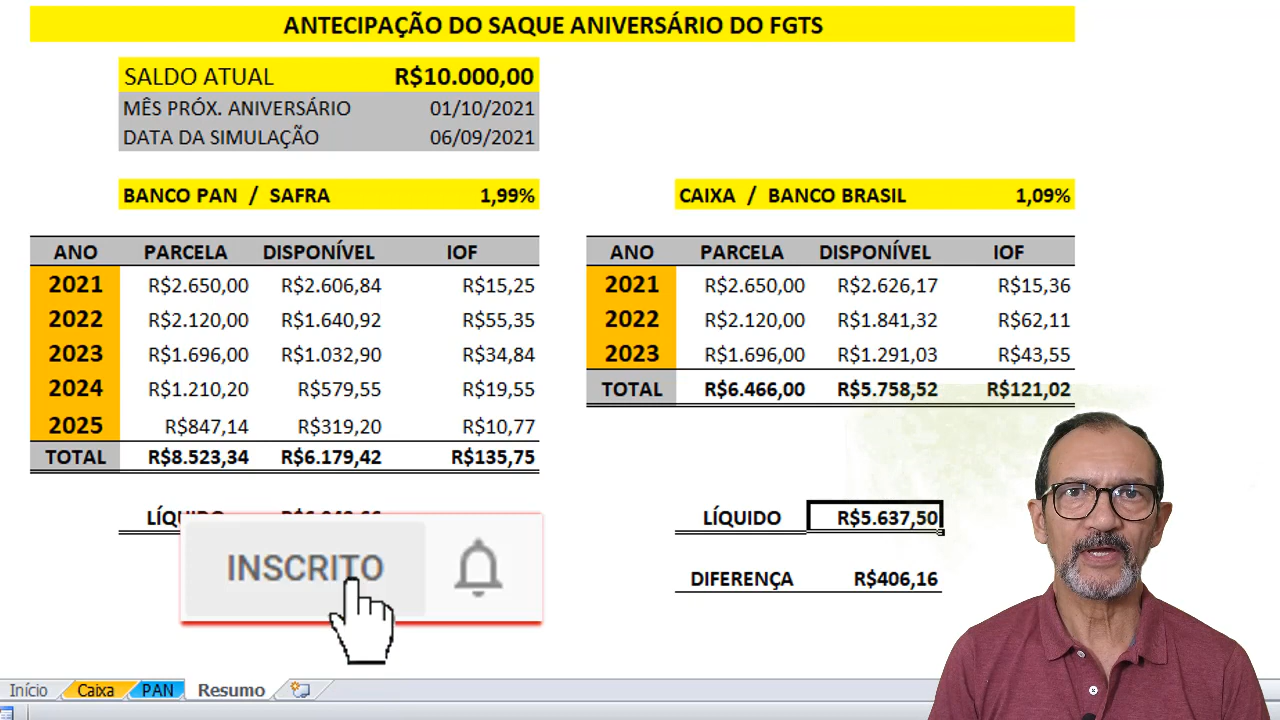 ANTECIPAÇÃO DO SAQUE ANIVERSÁRIO DO FGTS
SALDO ATUAL R$10.000,00
MÊS PRÓX. ANIVERSÁRIO 01/10/2021
DATA DA SIMULAÇÃO 06/09/2021
BANCO PAN / SAFRA 1,99%
ANO PARCELA DISPONÍVEL IOF
2021 R$2.650,00 R$2.606,84 R$15,25
2022 R$2.120,00 R$1.640,92 R$55,35
2023 R$1.696,00 R$1.032,90 R$34,84
2024 R$1.210,20 R$579,55 R$19,55
2025 R$847,14 R$319,20 R$10,77
TOTAL R$8.523,34 R$6.179,42 R$135,75
LÍQUIDO
CAIXA / BANCO BRASIL 1,09%
ANO PARCELA DISPONÍVEL IOF
2021 R$2.650,00 R$2.626,17 R$15,36
2022 R$2.120,00 R$1.841,32 R$62,11
2023 R$1.696,00 R$1.291,03 R$43,55
TOTAL R$6.466,00 R$5.758,52 R$121,02
LÍQUIDO R$5.637,50
DIFERENÇA R$406,16
INSCRITO
Início Caixa PAN Resumo